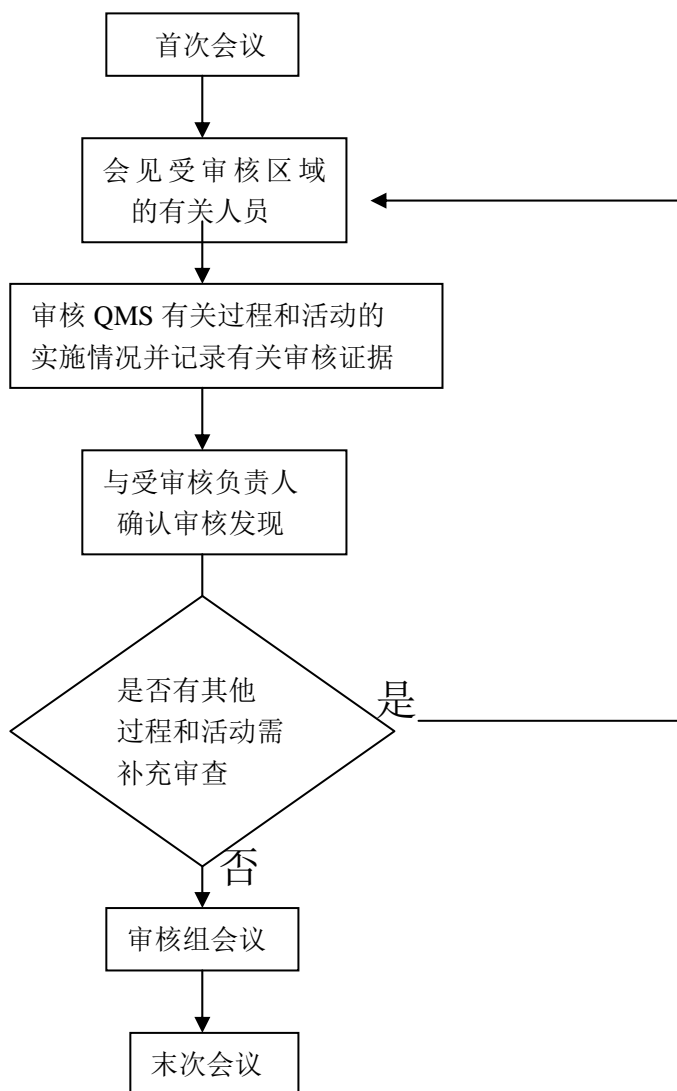 首次会议
会见受审核区域
的有关人员
审核 QMS 有关过程和活动的
实施情况并记录有关审核证据
与受审核负责人
确认审核发现
是否有其他
过程和活动需
补充审查
是
否
审核组会议
末次会议